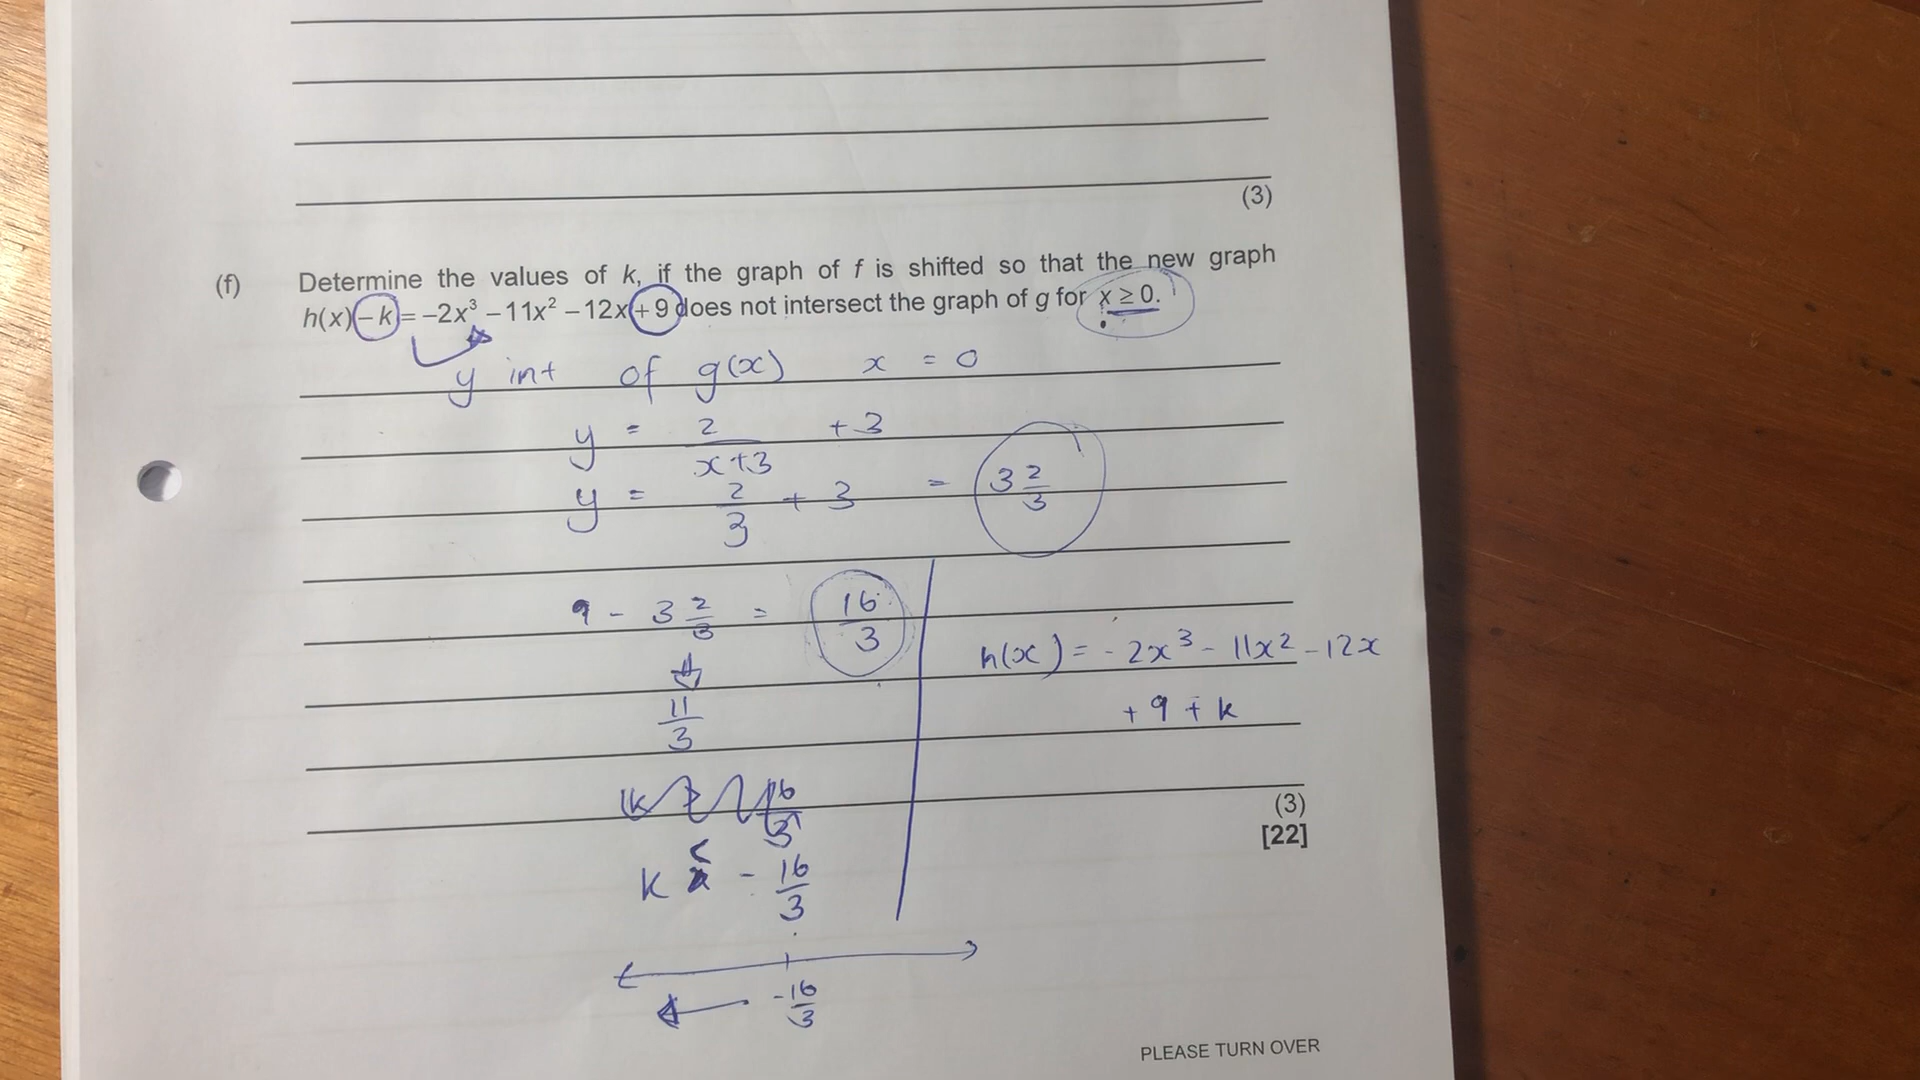 (3)
(f) Determine the values of k, if the graph of f is shifted so that the new graph
h(x) − k = −2x³ − 11x² − 12x + 9 does not intersect the graph of g for x ≥ 0.
y int of g(x) x = 0
y = 2/(x+3) + 3
y = 2/3 + 3 = 3 2/3
9 - 3 2/3 = 16/3
11/3
h(x) = - 2x³ - 11x² - 12x
+ 9 + k
k ≥ 16/3
(3)
[22]
k < - 16/3
-16/3
PLEASE TURN OVER